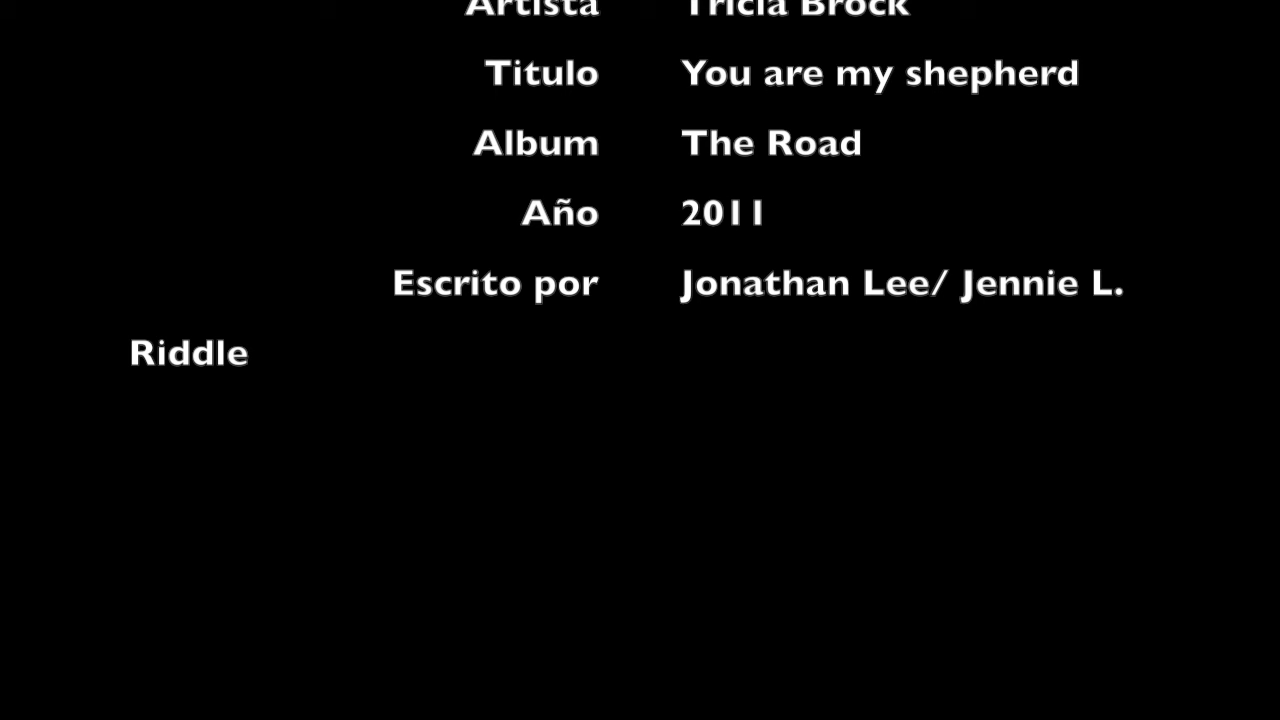 Artista Tricia Brock
Titulo You are my shepherd
Album The Road
Año 2011
Escrito por Jonathan Lee/ Jennie L.
Riddle